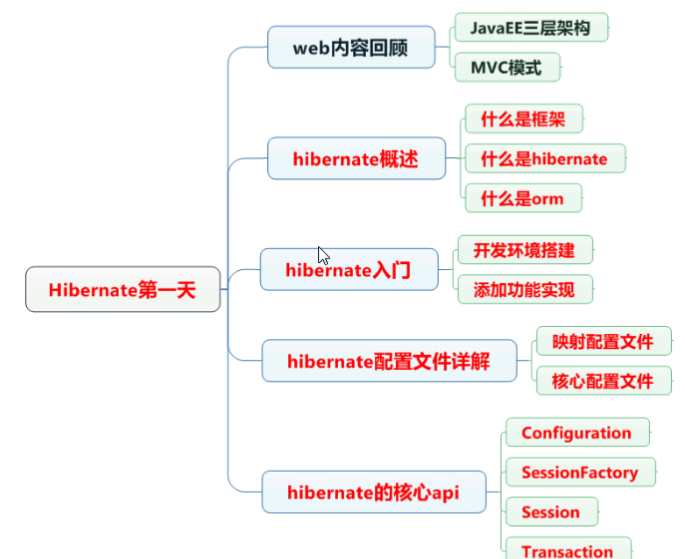 Hibernate第一天
web内容回顾
JavaEE三层架构
MVC模式
hibernate概述
什么是框架
什么是hibernate
什么是orm
hibernate入门
开发环境搭建
添加功能实现
hibernate配置文件详解
映射配置文件
核心配置文件
hibernate的核心api
Configuration
SessionFactory
Session
Transaction